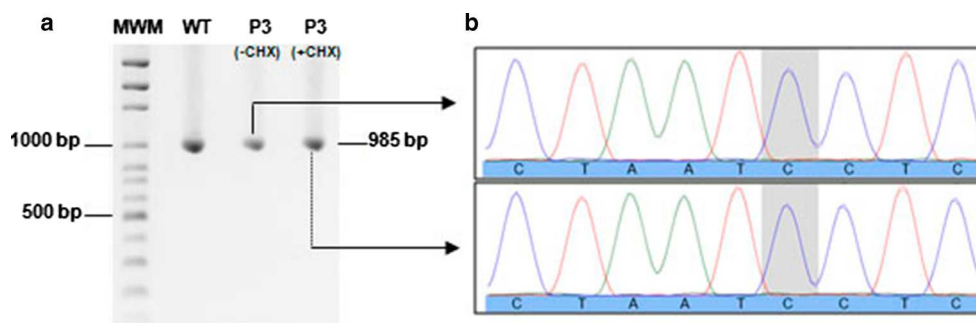 a
MWM WT P3 P3
(-CHX) (+CHX)
1000 bp
985 bp
500 bp
b
C T A A T C C T C
C T A A T C C T C